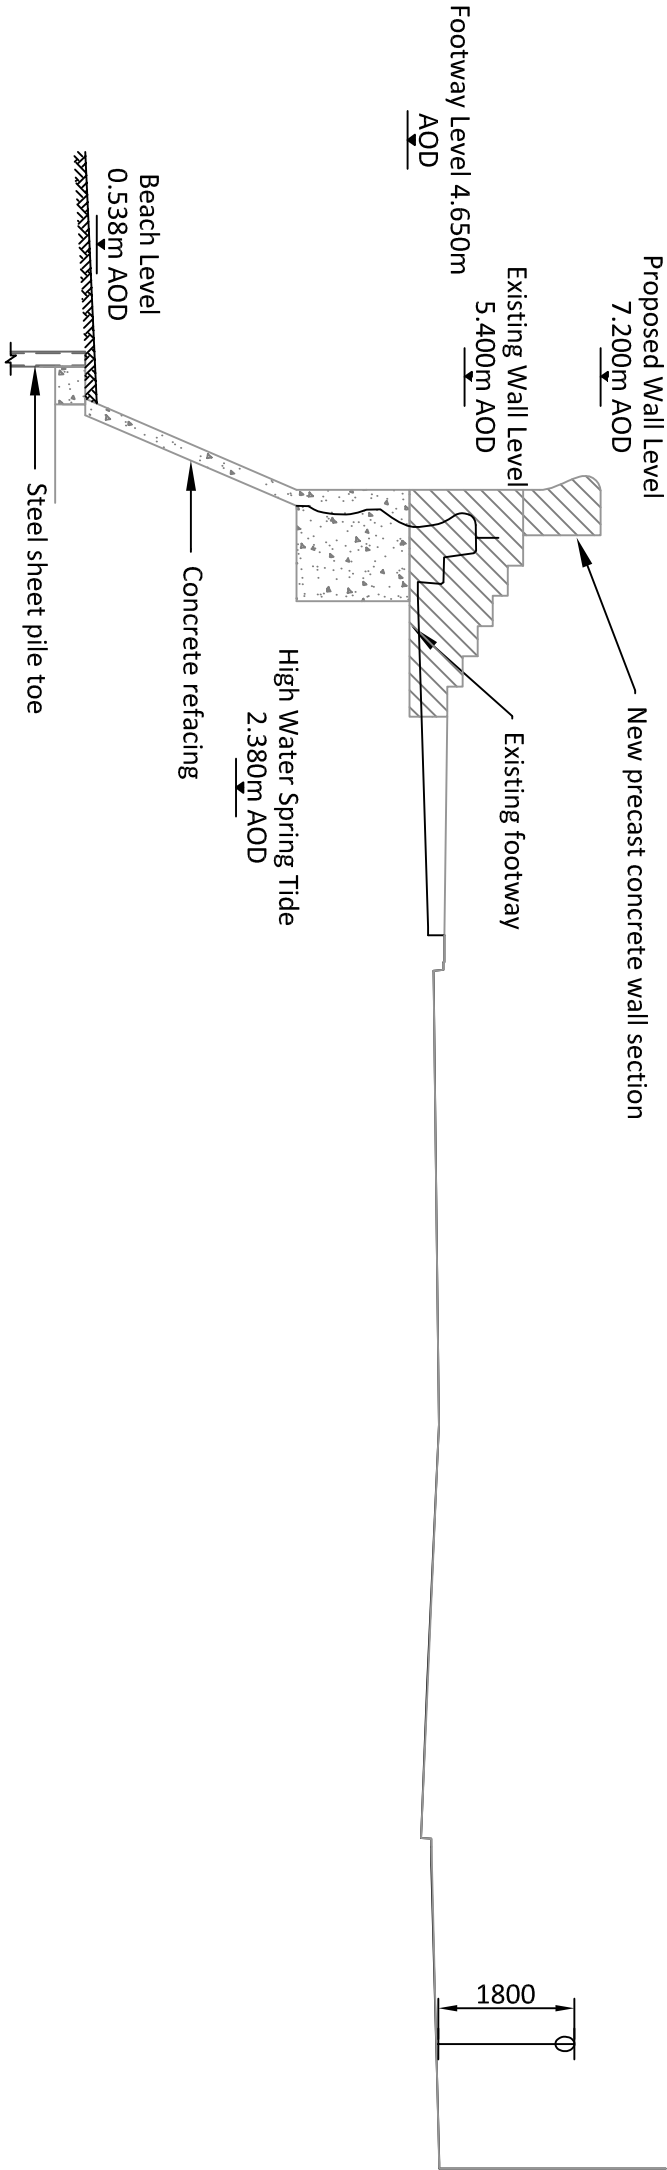 Footway Level 4.650m
AOD
Proposed Wall Level
7.200m AOD
Existing Wall Level
5.400m AOD
Beach Level
0.538m AOD
Steel sheet pile toe
Concrete refacing
High Water Spring Tide
2.380m AOD
Existing footway
New precast concrete wall section
1800